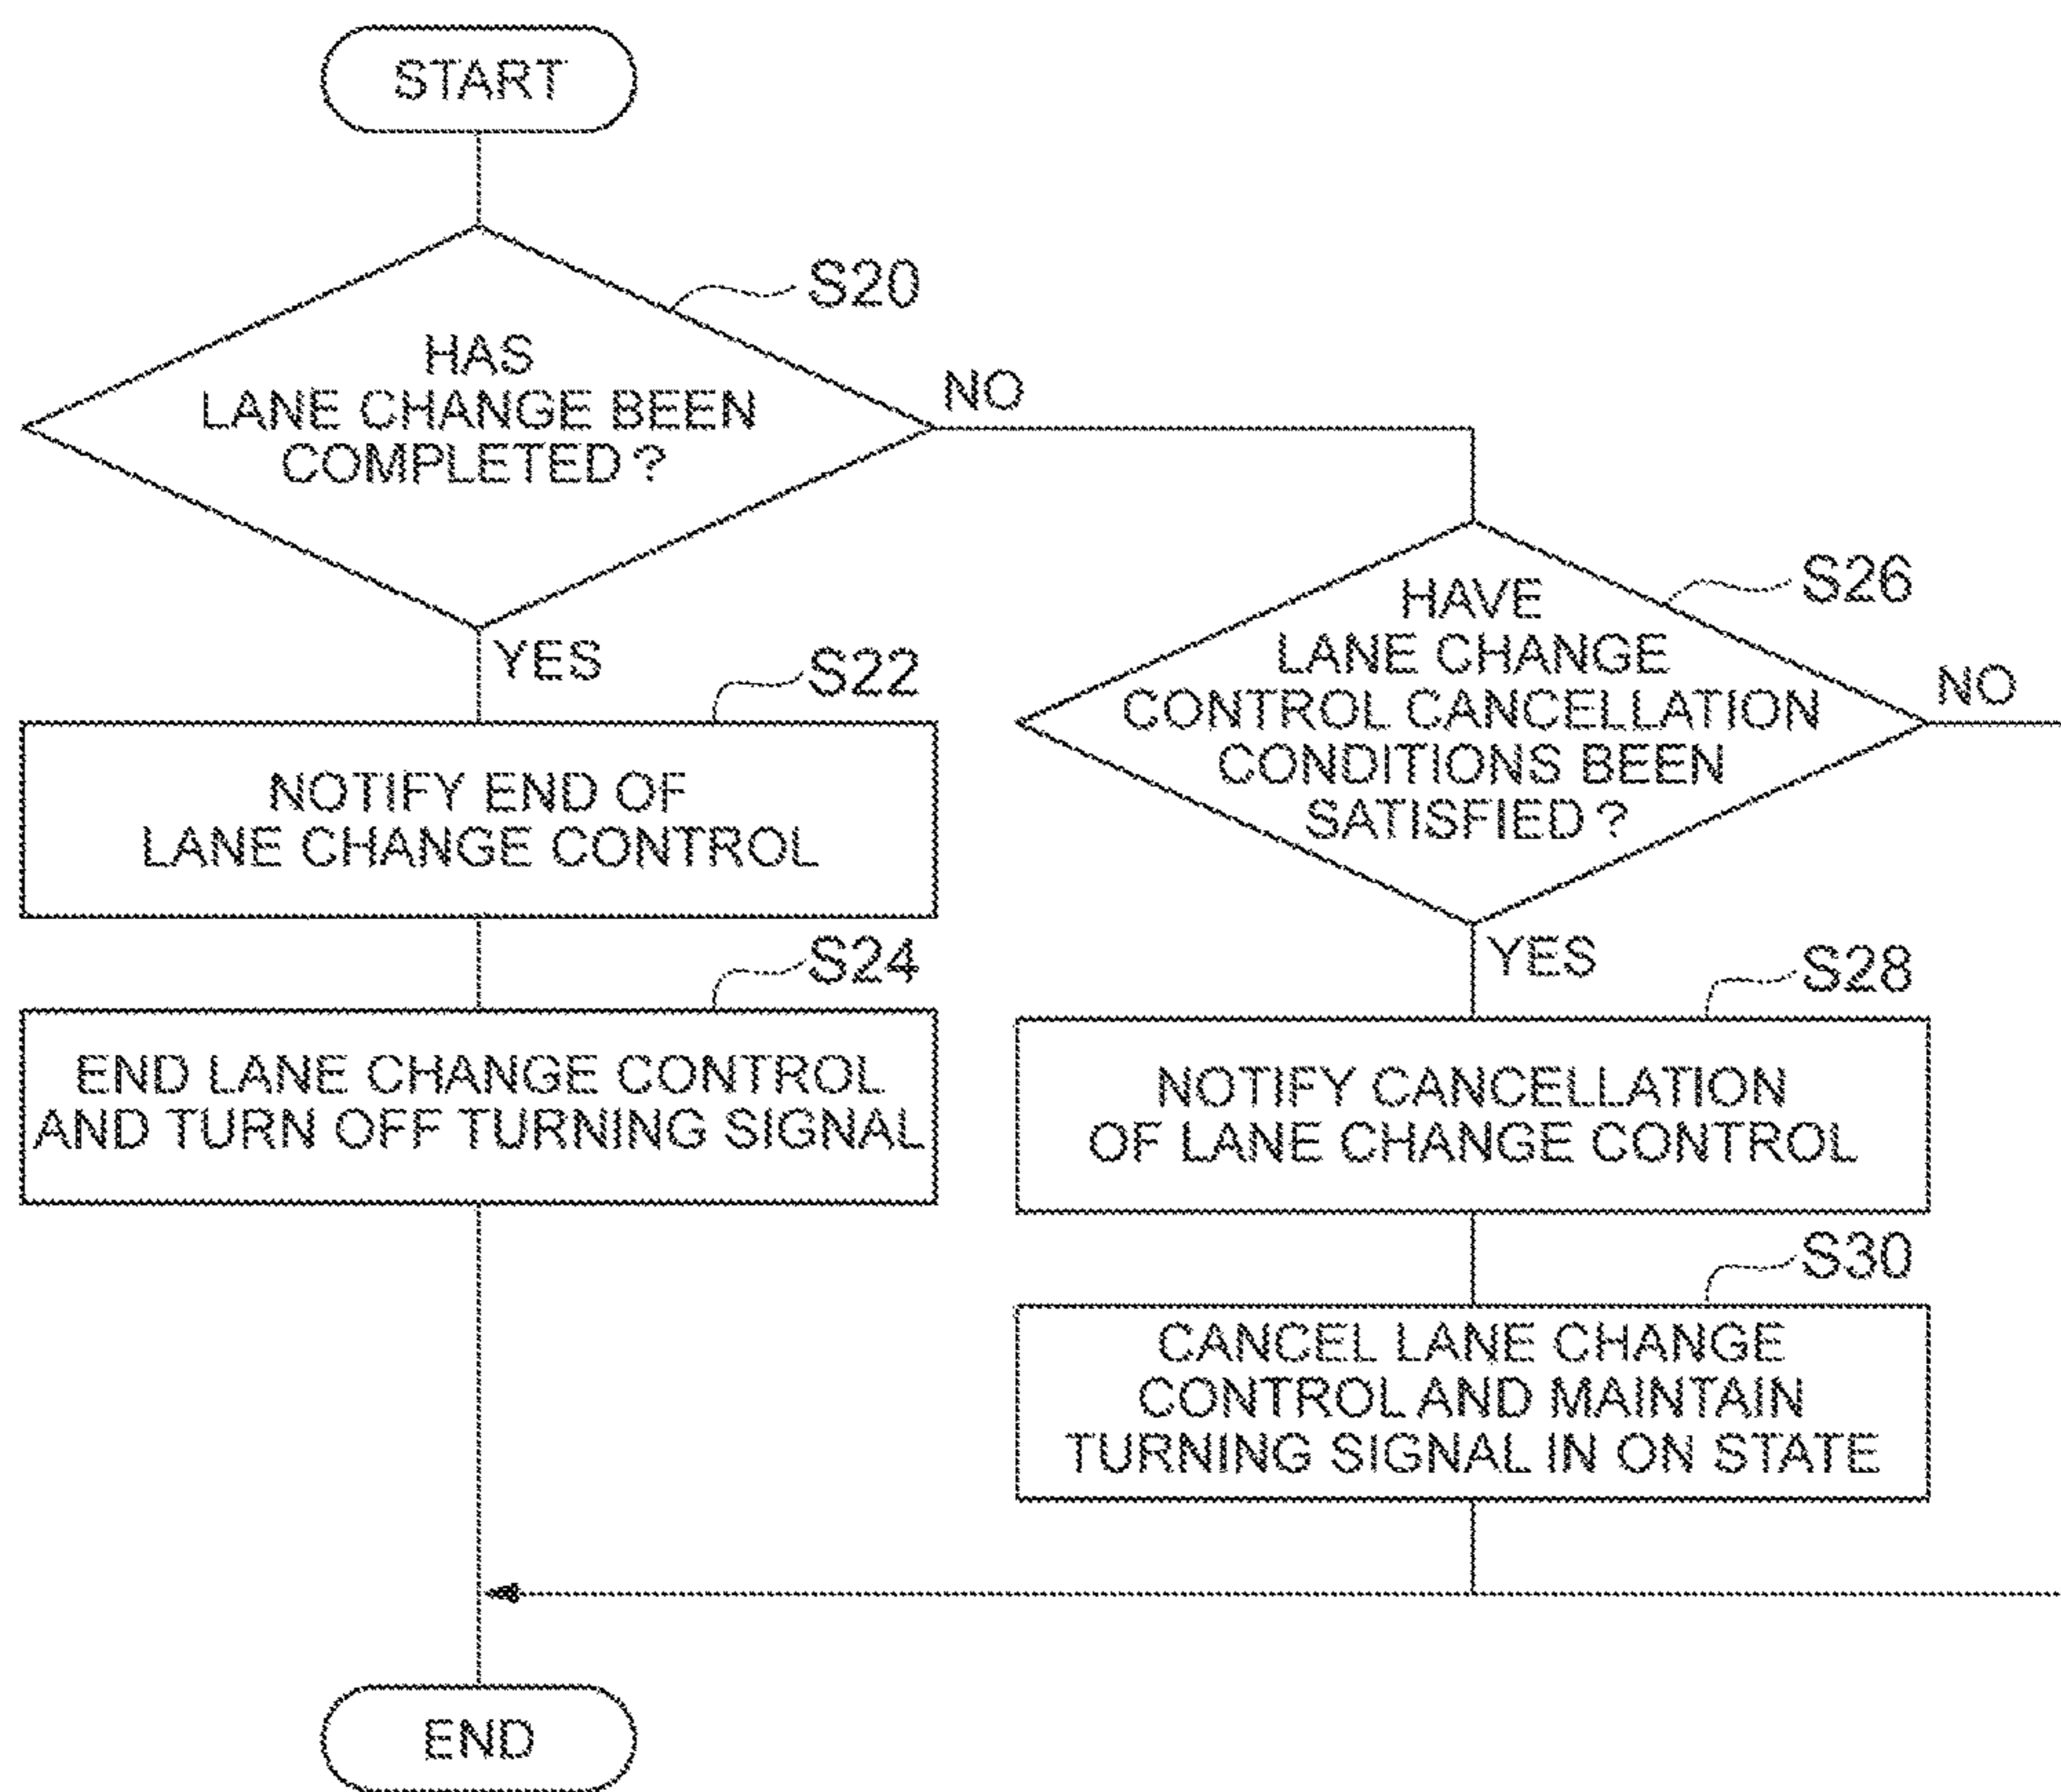 START
S20
HAS
LANE CHANGE BEEN
COMPLETED ?
NO
YES
S22
NOTIFY END OF
LANE CHANGE CONTROL
S24
END LANE CHANGE CONTROL
AND TURN OFF TURNING SIGNAL
S26
HAVE
LANE CHANGE
CONTROL CANCELLATION
CONDITIONS BEEN
SATISFIED ?
NO
YES
S28
NOTIFY CANCELLATION
OF LANE CHANGE CONTROL
S30
CANCEL LANE CHANGE
CONTROL AND MAINTAIN
TURNING SIGNAL IN ON STATE
END